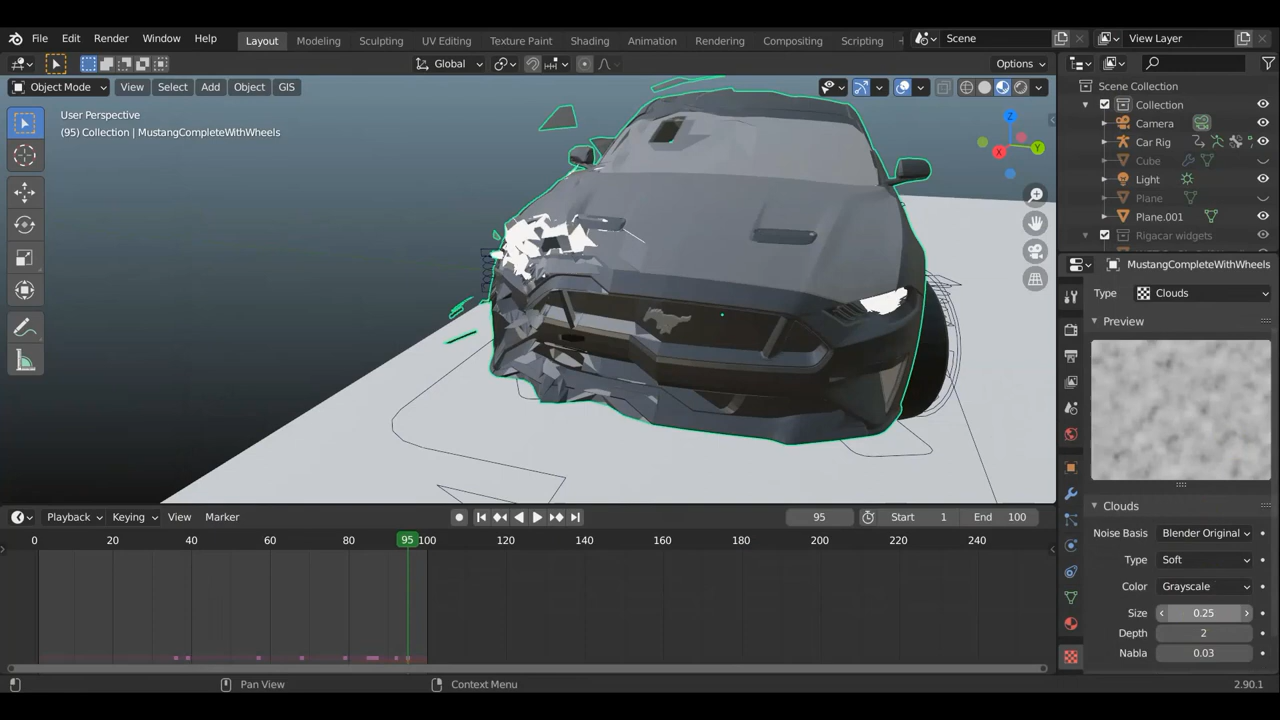 File Edit Render Window Help Layout Modeling Sculpting UV Editing Texture Paint Shading Animation Rendering Compositing Scripting + Scene View Layer
Global Options
Object Mode View Select Add Object GIS
User Perspective
(95) Collection | MustangCompleteWithWheels
Z
Y
X
Scene Collection
Collection
Camera
Car Rig
Cube
Light
Plane
Plane.001
Rigacar widgets
MustangCompleteWithWheels
Type Clouds
Preview
Clouds
Noise Basis Blender Original
Type Soft
Color Grayscale
Size 0.25
Depth 2
Nabla 0.03
Playback Keying View Marker 95 Start 1 End 100
0 20 40 60 80 95 100 120 140 160 180 200 220 240
Pan View Context Menu 2.90.1